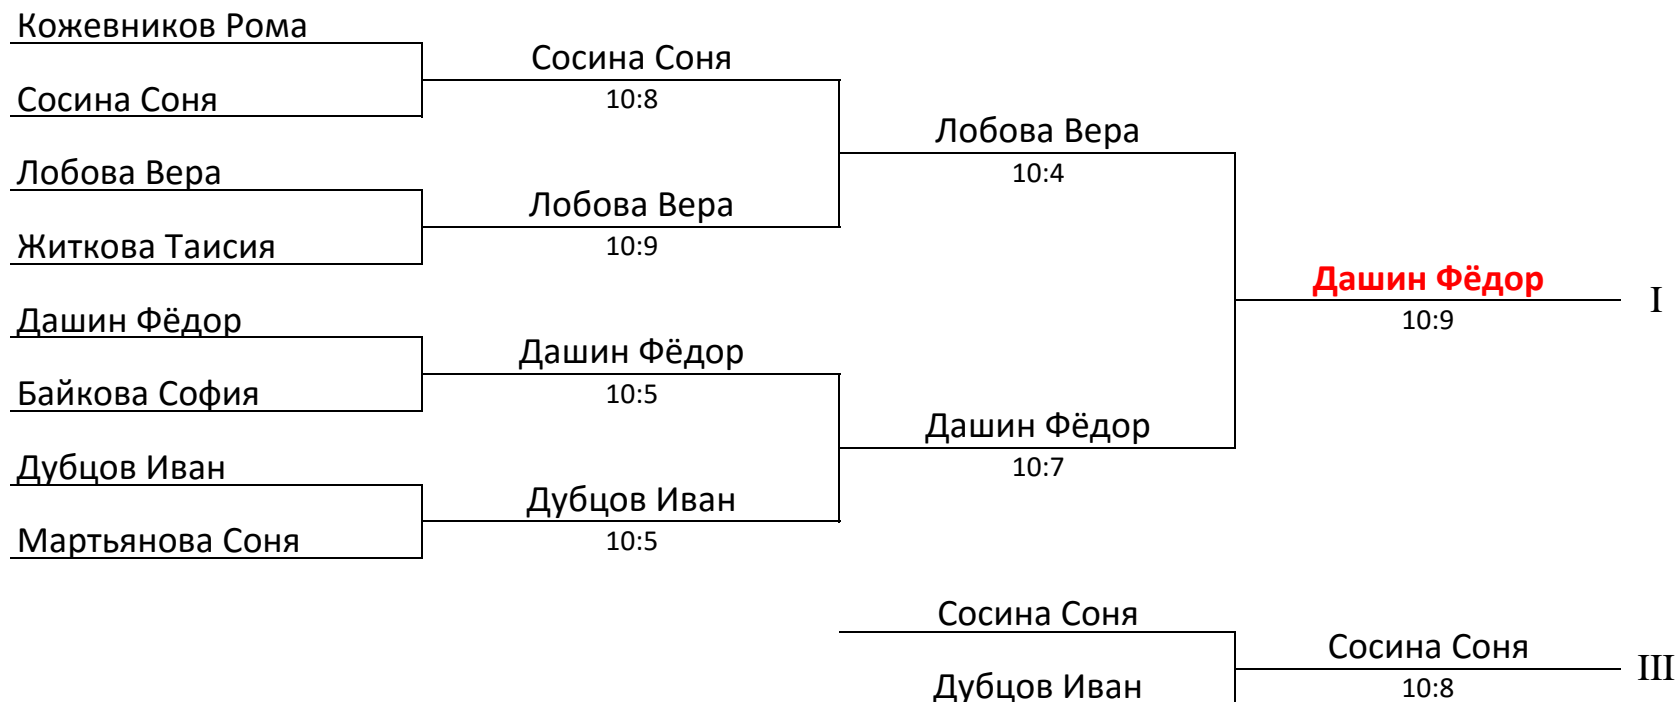 Кожевников Рома
Сосина Соня
10:8
Сосина Соня
Лобова Вера
10:4
Лобова Вера
Лобова Вера
10:9
Житкова Таисия
Дашин Фёдор
10:9
I
Дашин Фёдор
Дашин Фёдор
10:5
Байкова София
Дашин Фёдор
10:7
Дубцов Иван
Дубцов Иван
10:5
Мартьянова Соня
Сосина Соня
Сосина Соня
10:8
III
Дубцов Иван